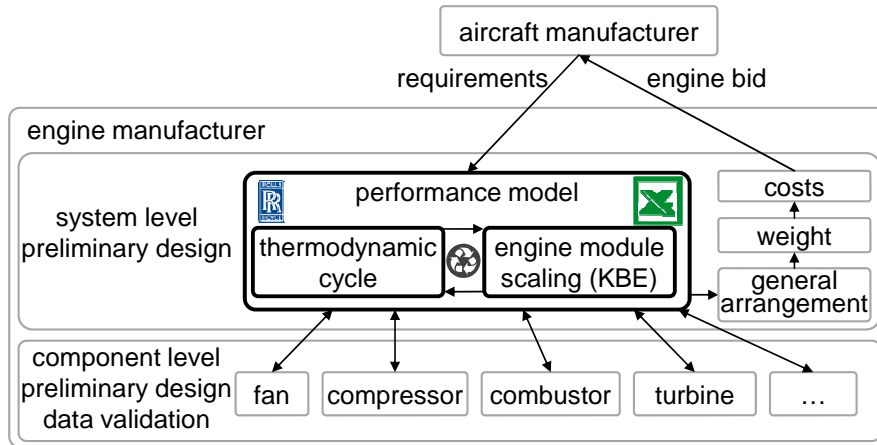 aircraft manufacturer
requirements
engine bid
engine manufacturer
system level
preliminary design
performance model
RR
thermodynamic
cycle
engine module
scaling (KBE)
costs
weight
general
arrangement
component level
preliminary design
data validation
fan
compressor
combustor
turbine
…